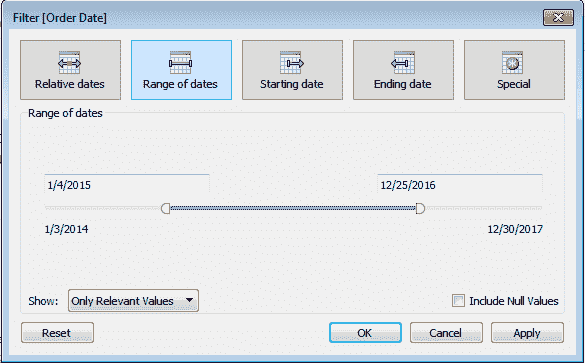 Filter [Order Date]
Relative dates
Range of dates
Starting date
Ending date
Special
Range of dates
1/4/2015
12/25/2016
1/3/2014
12/30/2017
Show: Only Relevant Values
Include Null Values
Reset
OK
Cancel
Apply